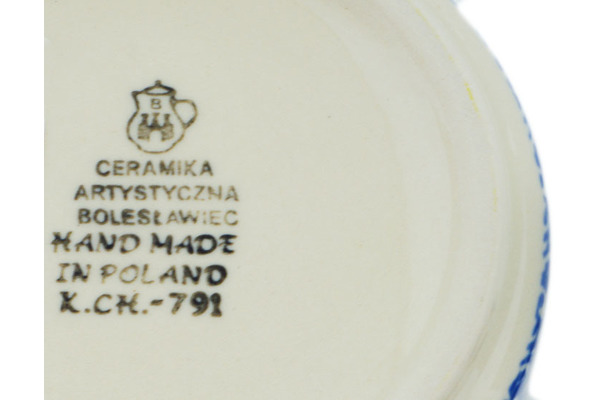 B
CERAMIKA
ARTYSTYCZNA
BOLESŁAWIEC
HAND MADE
IN POLAND
K.CH.-791